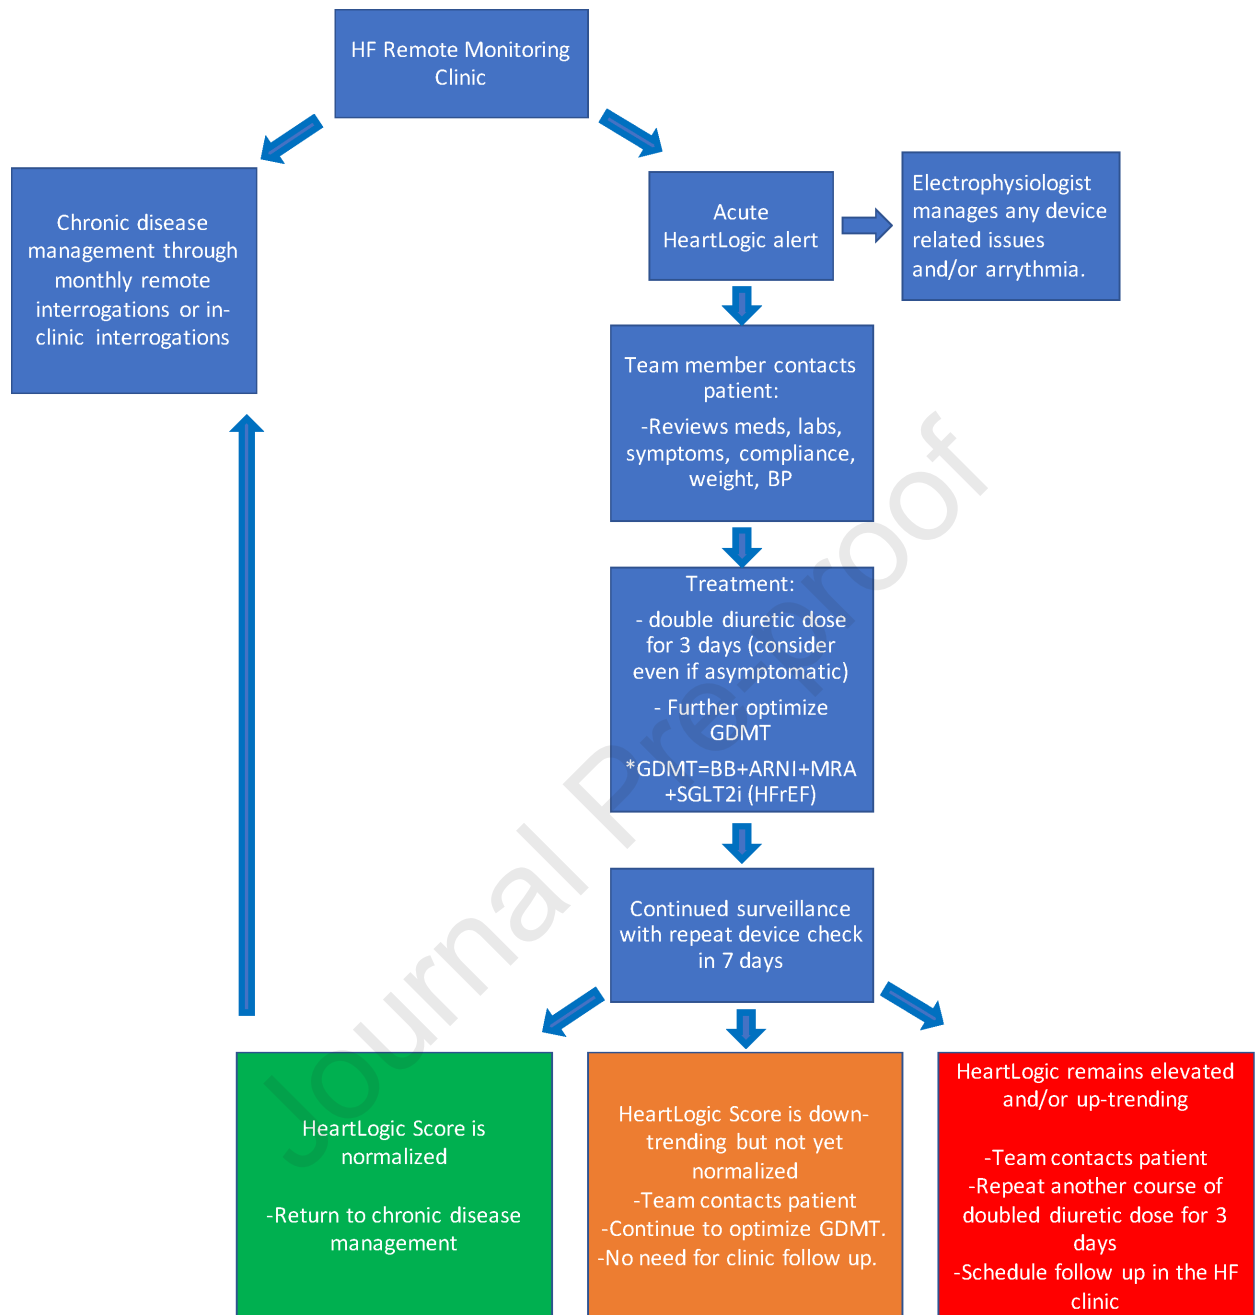 HF Remote Monitoring
Clinic
Chronic disease
management through
monthly remote
interrogations or in-
clinic interrogations
Acute
HeartLogic alert
Electrophysiologist
manages any device
related issues
and/or arrythmia.
Team member contacts
patient:
-Reviews meds, labs,
symptoms, compliance,
weight, BP
Treatment:
- double diuretic dose
for 3 days (consider
even if asymptomatic)
- Further optimize
GDMT
*GDMT=BB+ARNI+MRA
+SGLT2i (HFrEF)
Continued surveillance
with repeat device check
in 7 days
HeartLogic Score is
normalized
-Return to chronic disease
management
HeartLogic Score is down-
trending but not yet
normalized
-Team contacts patient
-Continue to optimize GDMT.
-No need for clinic follow up.
HeartLogic remains elevated
and/or up-trending
-Team contacts patient
-Repeat another course of
doubled diuretic dose for 3
days
-Schedule follow up in the HF
clinic
Journal Pre-proof